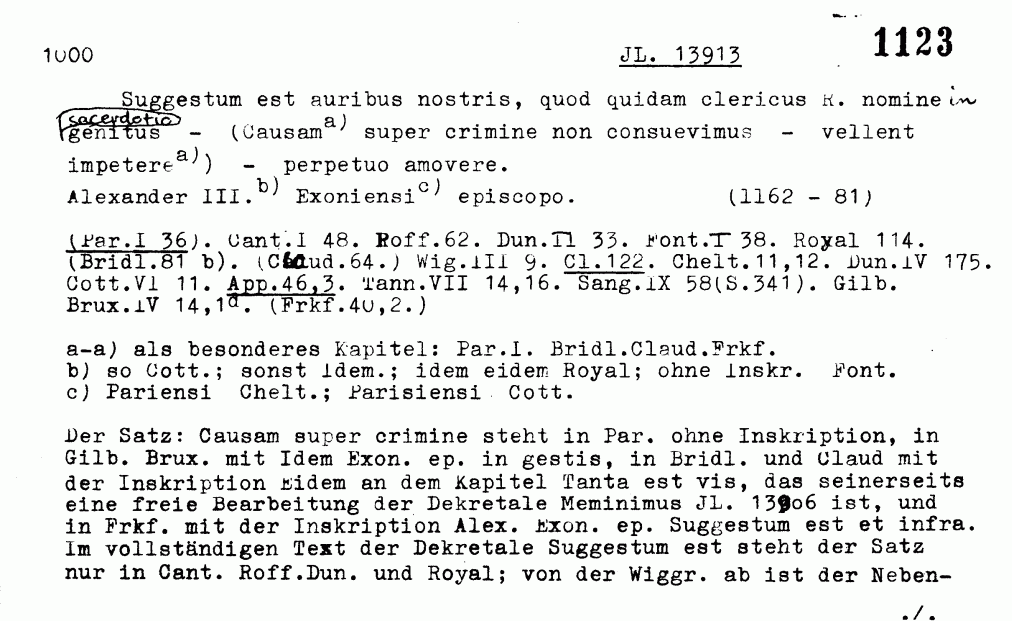 1000 JL. 13913 1123
Suggestum est auribus nostris, quod quidam clericus R. nomine in
sacerdotio
genitus - (Causam a) super crimine non consuevimus - vellent
impetere a)) - perpetuo amovere.
Alexander III. b) Exoniensi c) episcopo. (1162 - 81)
(Par.I 36). Cant.I 48. Roff.62. Dun.II 33. Font.I 38. Royal 114.
(Bridl.81 b). (Claud.64.) Wig.III 9. Cl.122. Chelt.11,12. Dun.IV 175.
Cott.VI 11. App.46,3. Tann.VII 14,16. Sang.IX 58(S.341). Gilb.
Brux.IV 14,1a. (Frkf.40,2.)
a-a) als besonderes Kapitel: Par.I. Bridl.Claud.Frkf.
b) so Cott.; sonst Idem.; idem eidem Royal; ohne Inskr. Font.
c) Pariensi Chelt.; Parisiensi Cott.
Der Satz: Causam super crimine steht in Par. ohne Inskription, in
Gilb. Brux. mit Idem Exon. ep. in gestis, in Bridl. und Claud mit
der Inskription Eidem an dem Kapitel Tanta est vis, das seinerseits
eine freie Bearbeitung der Dekretale Meminimus JL. 13906 ist, und
in Frkf. mit der Inskription Alex. Exon. ep. Suggestum est et infra.
Im vollständigen Text der Dekretale Suggestum est steht der Satz
nur in Cant. Roff.Dun. und Royal; von der Wiggr. ab ist der Neben-
./.